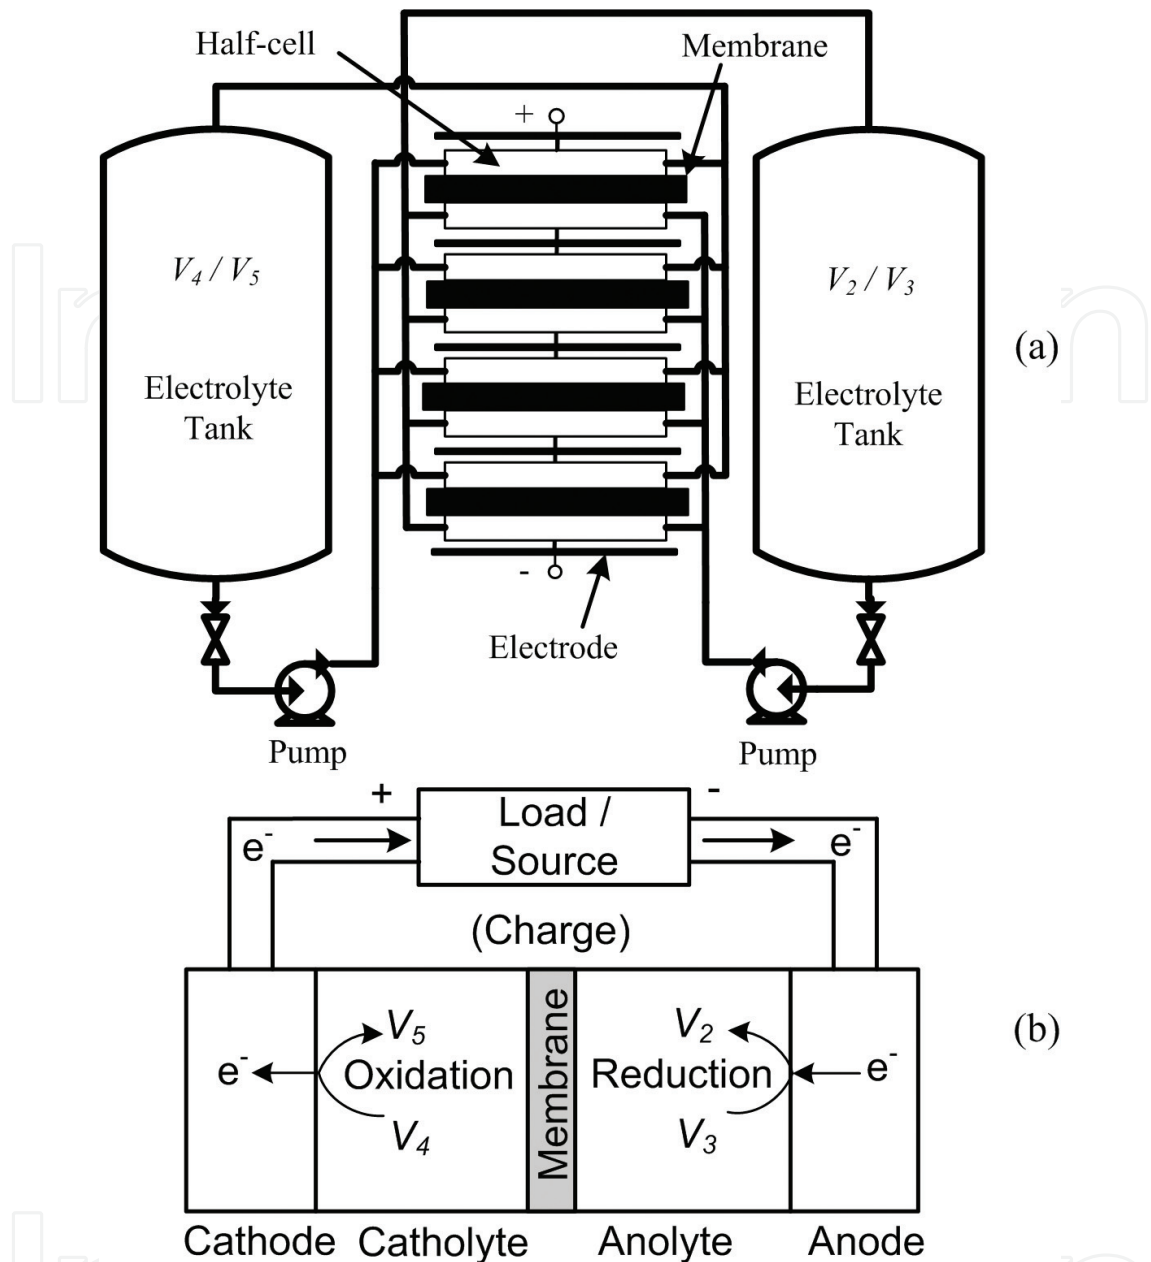 Half-cell
Membrane
+
V4 / V5
V2 / V3
(a)
Electrolyte
Tank
Electrolyte
Tank
-
Electrode
Pump
Pump
+
-
Load /
Source
e-
e-
(Charge)
V5
V2
(b)
e-
Oxidation
Membrane
Reduction
e-
V4
V3
Cathode
Catholyte
Anolyte
Anode